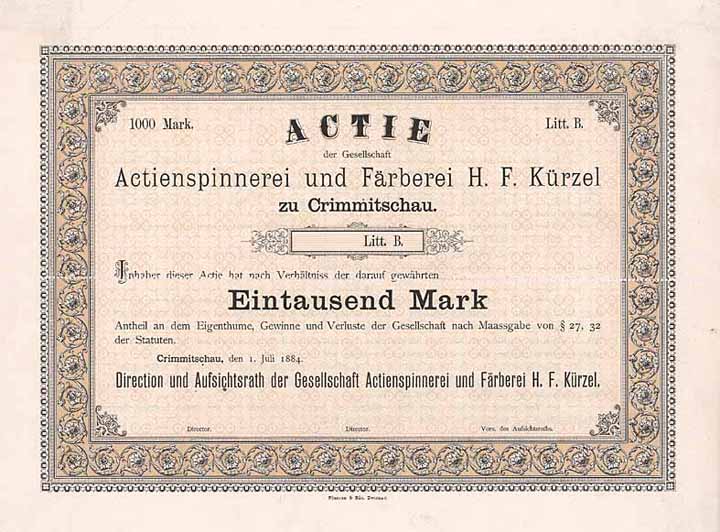 1000 Mark.
ACTIE
Litt. B.
der Gesellschaft
Actienspinnerei und Färberei H. F. Kürzel
zu Crimmitschau.
Litt. B.
Inhaber dieser Actie hat nach Verhältniss der darauf gewährten
Eintausend Mark
Antheil an dem Eigenthume, Gewinne und Verluste der Gesellschaft nach Maassgabe von § 27, 32
der Statuten.
Crimmitschau, den 1. Juli 1884.
Direction und Aufsichtsrath der Gesellschaft Actienspinnerei und Färberei H. F. Kürzel.
Director.
Director.
Vors. des Aufsichtsraths.